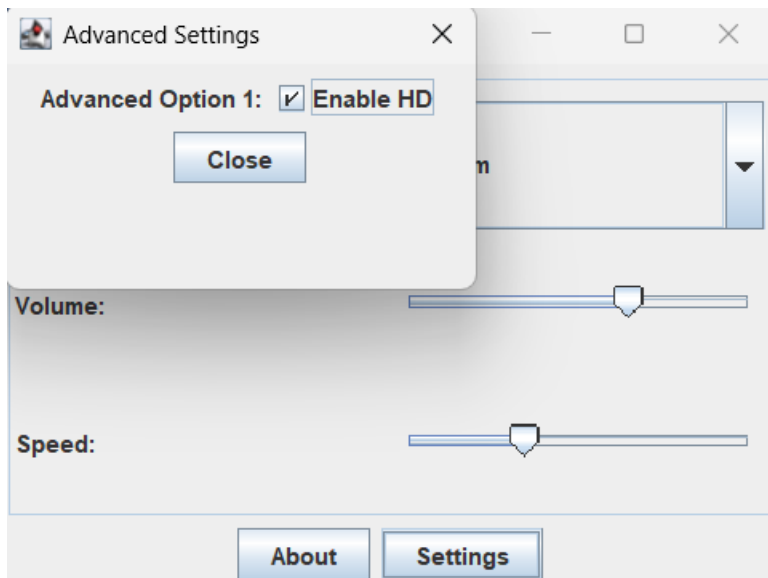 Advanced Settings
Advanced Option 1: Enable HD
Close
Volume:
Speed:
About Settings